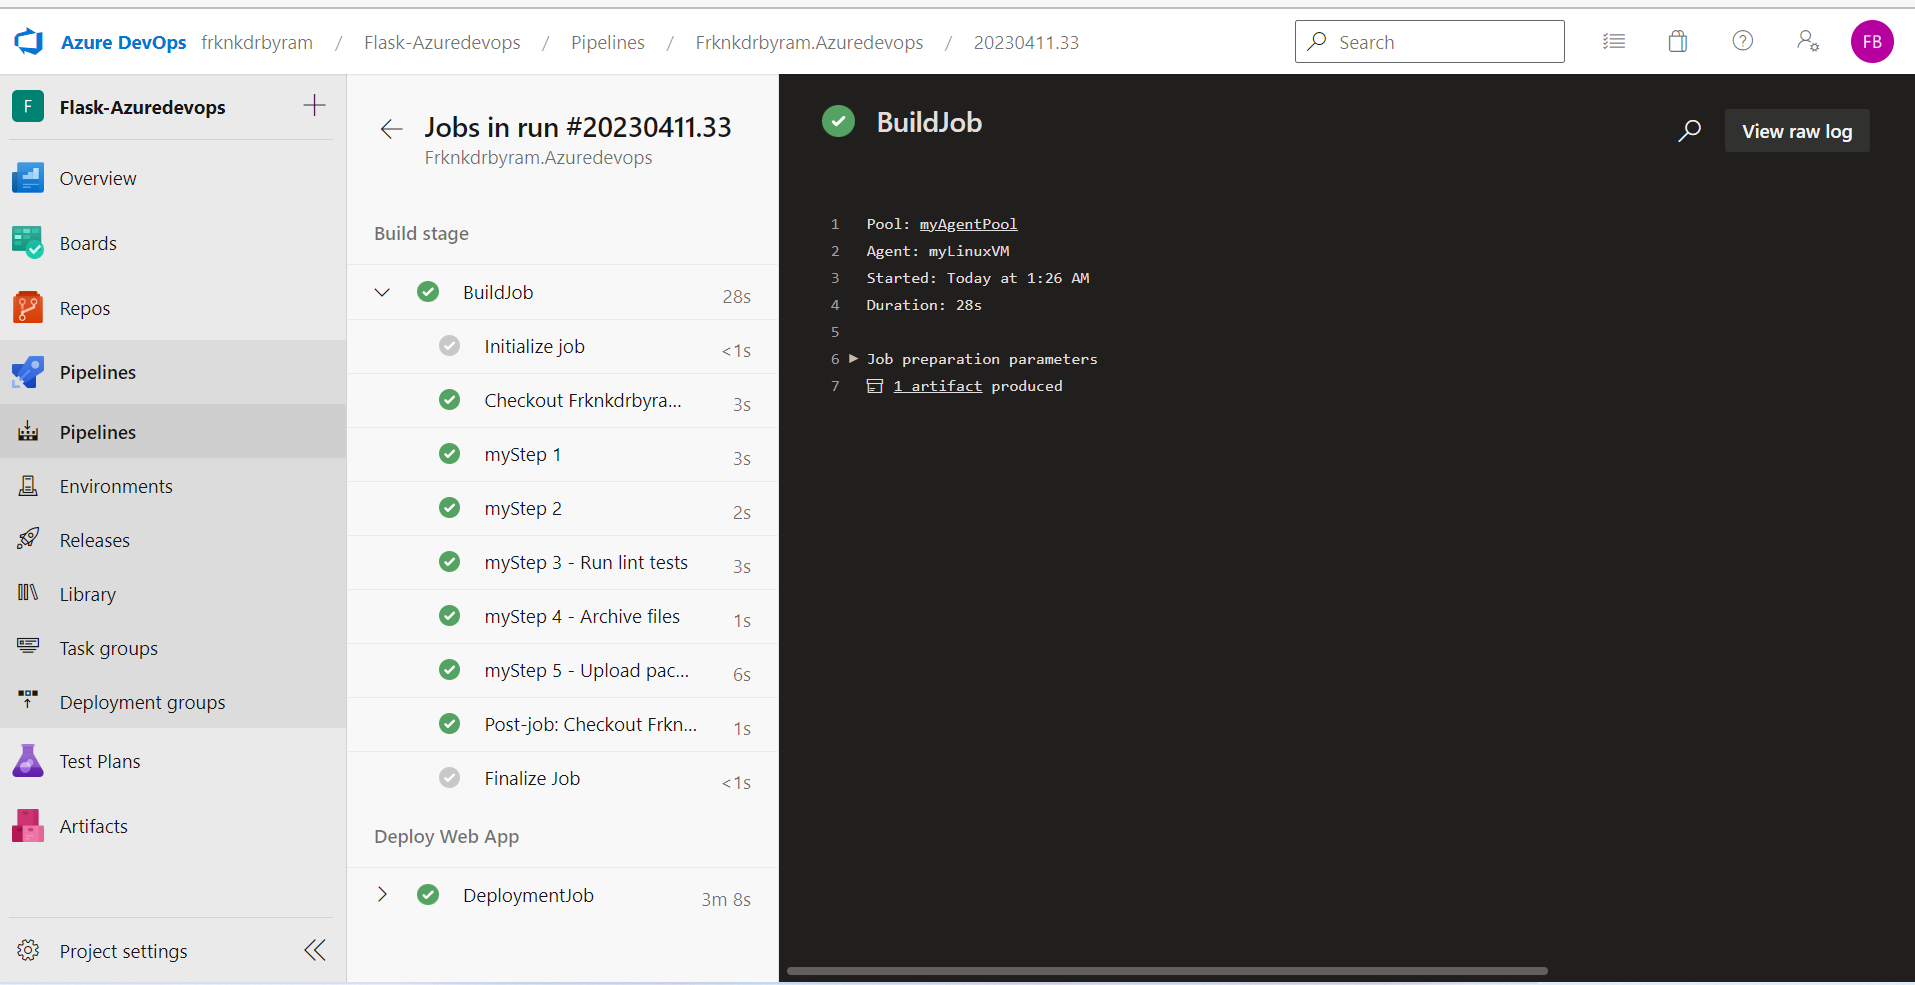 Azure DevOps frknkdrbyram / Flask-Azuredevops / Pipelines / Frknkdrbyram.Azuredevops / 20230411.33
Search
FB
F Flask-Azuredevops
Overview
Boards
Repos
Pipelines
Pipelines
Environments
Releases
Library
Task groups
Deployment groups
Test Plans
Artifacts
Project settings
Jobs in run #20230411.33
Frknkdrbyram.Azuredevops
Build stage
BuildJob 28s
Initialize job <1s
Checkout Frknkdrbyra... 3s
myStep 1 3s
myStep 2 2s
myStep 3 - Run lint tests 3s
myStep 4 - Archive files 1s
myStep 5 - Upload pac... 6s
Post-job: Checkout Frkn... 1s
Finalize Job <1s
Deploy Web App
DeploymentJob 3m 8s
BuildJob
View raw log
1 Pool: myAgentPool
2 Agent: myLinuxVM
3 Started: Today at 1:26 AM
4 Duration: 28s
5
6 Job preparation parameters
7 1 artifact produced